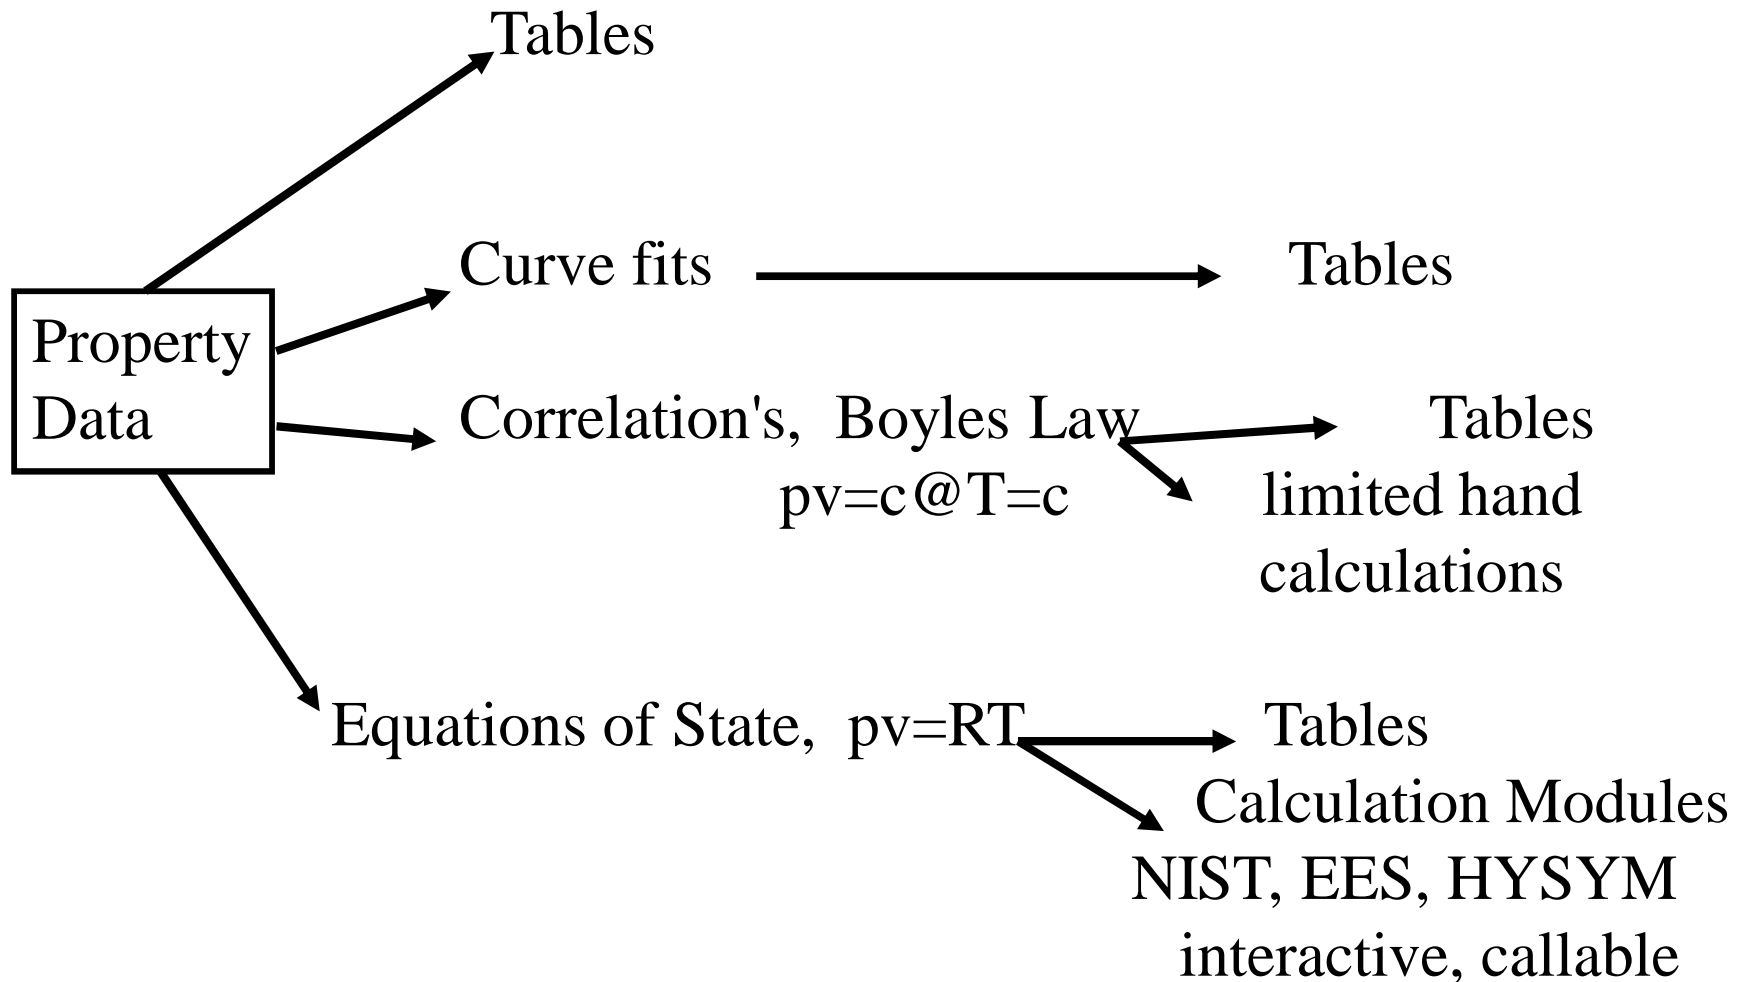 Tables
Curve fits
Tables
Property
Data
Correlation's, Boyles Law
Tables
pv=c@T=c
limited hand
calculations
Equations of State, pv=RT
Tables
Calculation Modules
NIST, EES, HYSYM
interactive, callable